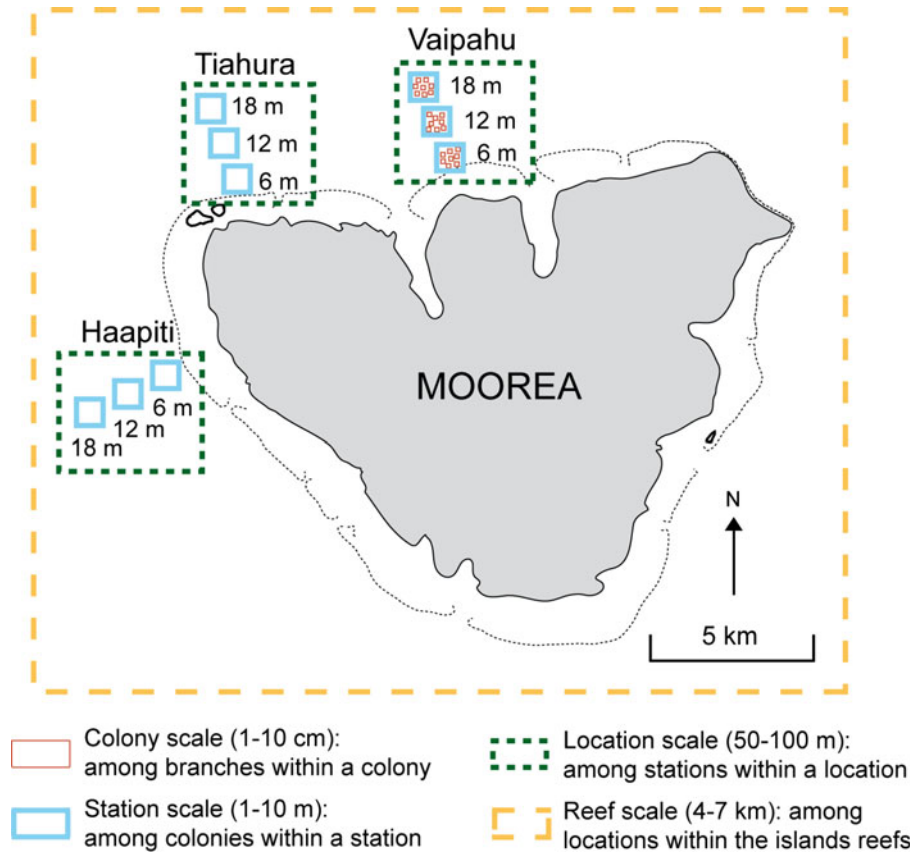 Vaipahu
Tiahura
18 m
12 m
6 m
18 m
12 m
6 m
Haapiti
6 m
12 m
18 m
MOOREA
N
5 km
Colony scale (1-10 cm):
among branches within a colony
Station scale (1-10 m):
among colonies within a station
Location scale (50-100 m):
among stations within a location
Reef scale (4-7 km): among
locations within the islands reefs